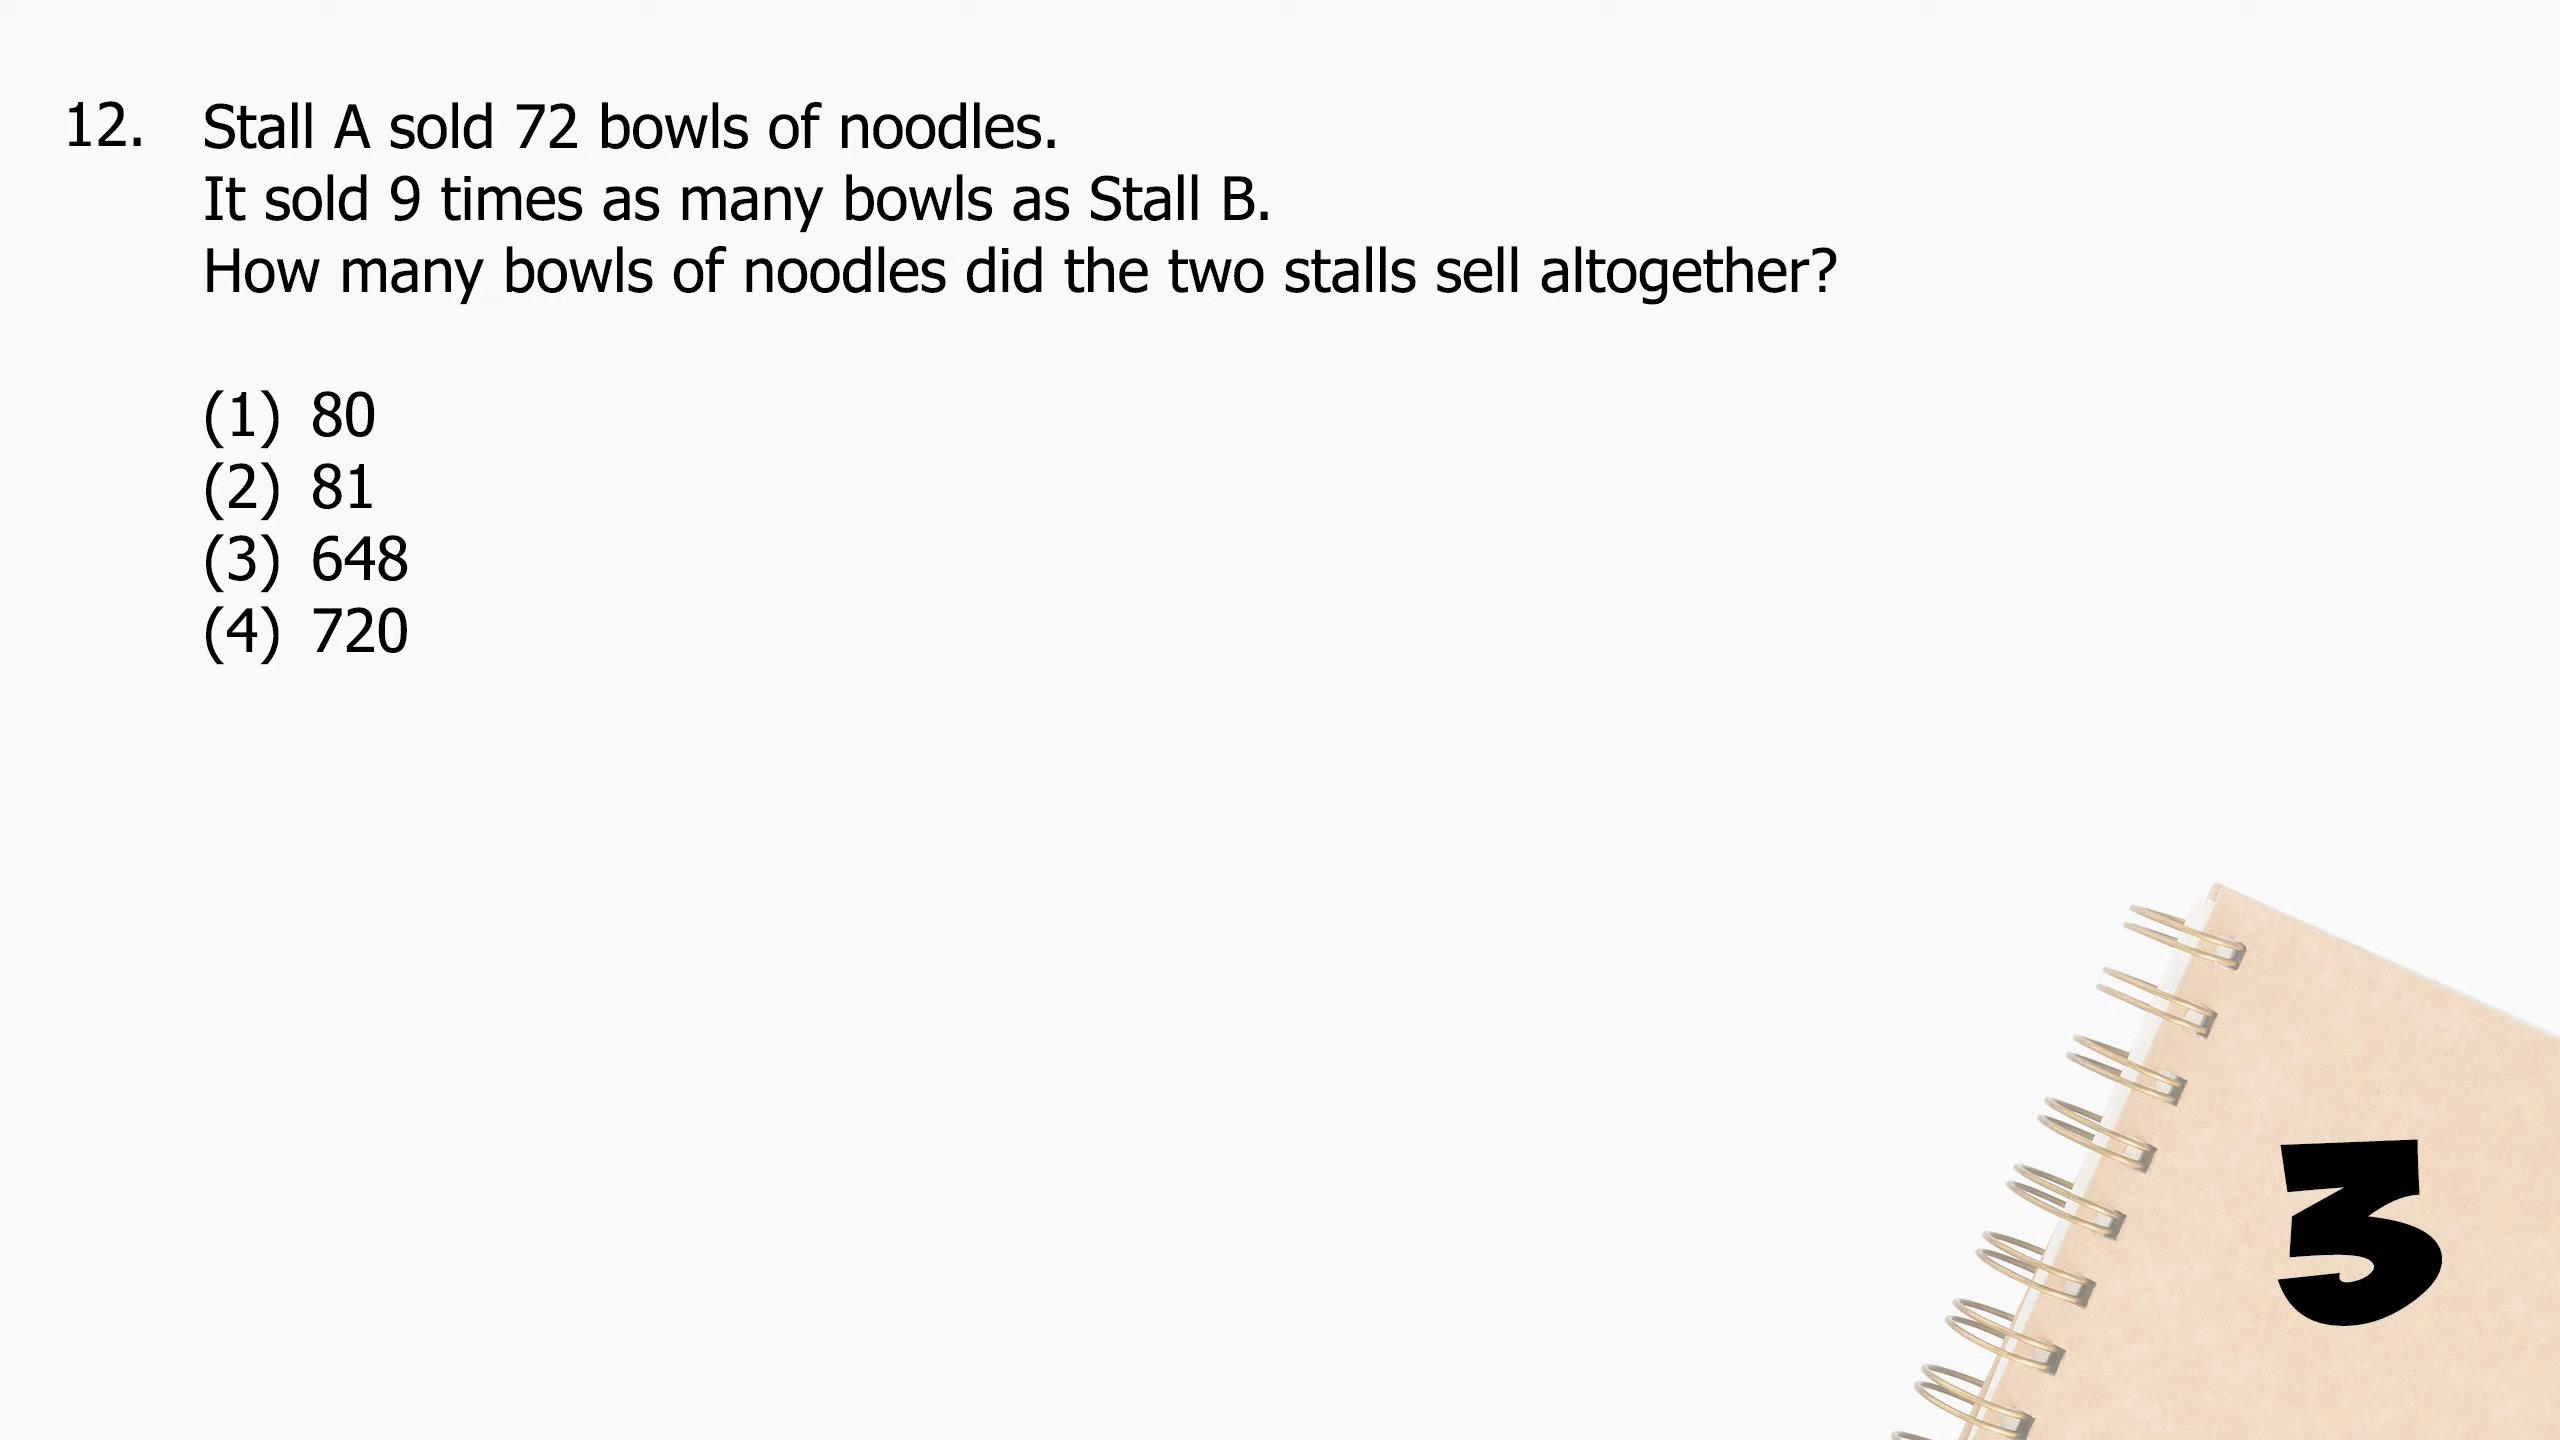 12. Stall A sold 72 bowls of noodles.
It sold 9 times as many bowls as Stall B.
How many bowls of noodles did the two stalls sell altogether?
(1) 80
(2) 81
(3) 648
(4) 720
3